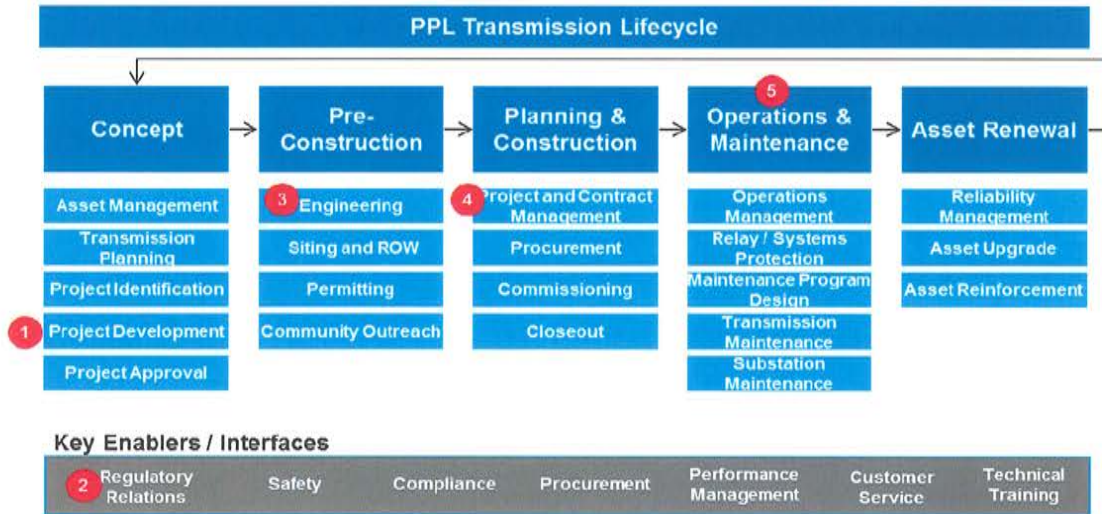 PPL Transmission Lifecycle
Concept
Pre-
Construction
Planning &
Construction
5
Operations &
Maintenance
Asset Renewal
Asset Management
Transmission
Planning
Project Identification
1 Project Development
Project Approval
3 Engineering
Siting and ROW
Permitting
Community Outreach
4 Project and Contract
Management
Procurement
Commissioning
Closeout
Operations
Management
Relay / Systems
Protection
Maintenance Program
Design
Transmission
Maintenance
Substation
Maintenance
Reliability
Management
Asset Upgrade
Asset Reinforcement
Key Enablers / Interfaces
2 Regulatory
Relations
Safety
Compliance
Procurement
Performance
Management
Customer
Service
Technical
Training